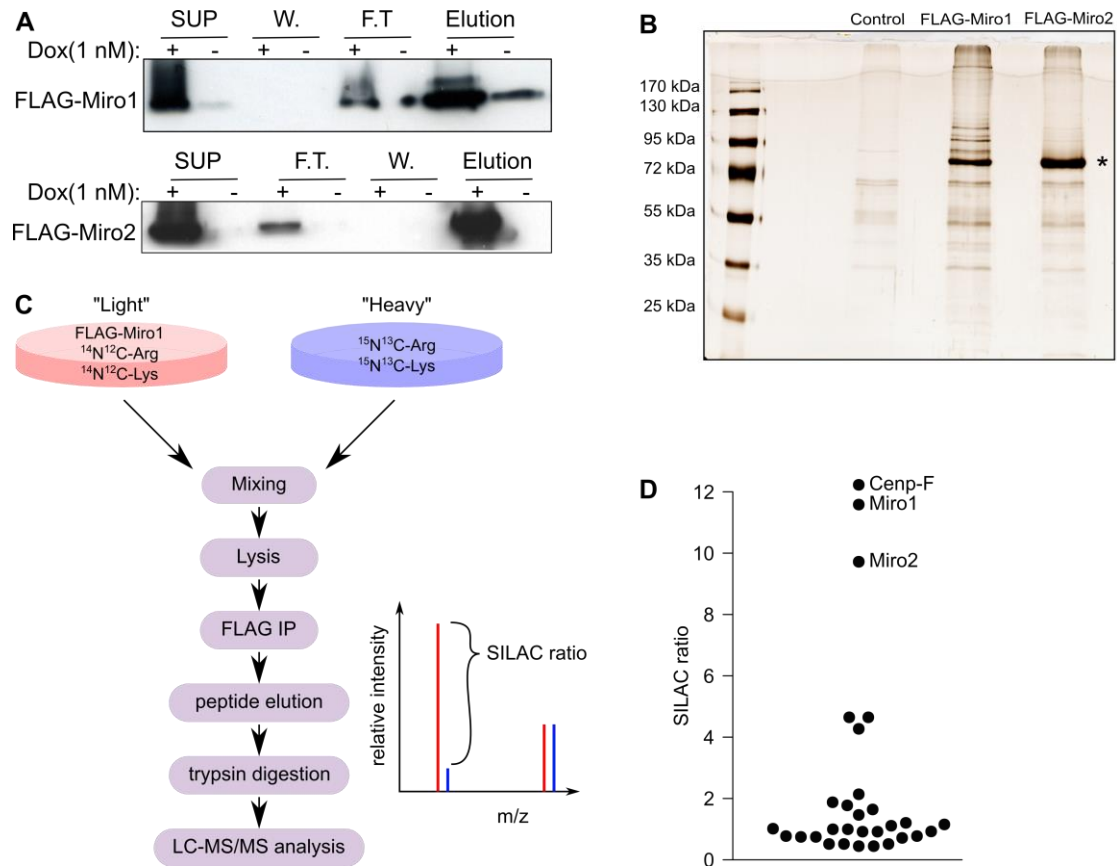 A
SUP W. F.T Elution
Dox(1 nM): + - + - + - + -
FLAG-Miro1
SUP F.T. W. Elution
Dox(1 nM): + - + - + - + -
FLAG-Miro2
B
Control FLAG-Miro1 FLAG-Miro2
170 kDa
130 kDa
95 kDa
72 kDa
*
55 kDa
35 kDa
25 kDa
C
"Light" "Heavy"
FLAG-Miro1
¹⁴N¹²C-Arg
¹⁴N¹²C-Lys
¹⁵N¹³C-Arg
¹⁵N¹³C-Lys
Mixing
Lysis
FLAG IP
peptide elution
trypsin digestion
LC-MS/MS analysis
relative intensity
SILAC ratio
m/z
D
SILAC ratio
12
10
8
6
4
2
0
Cenp-F
Miro1
Miro2